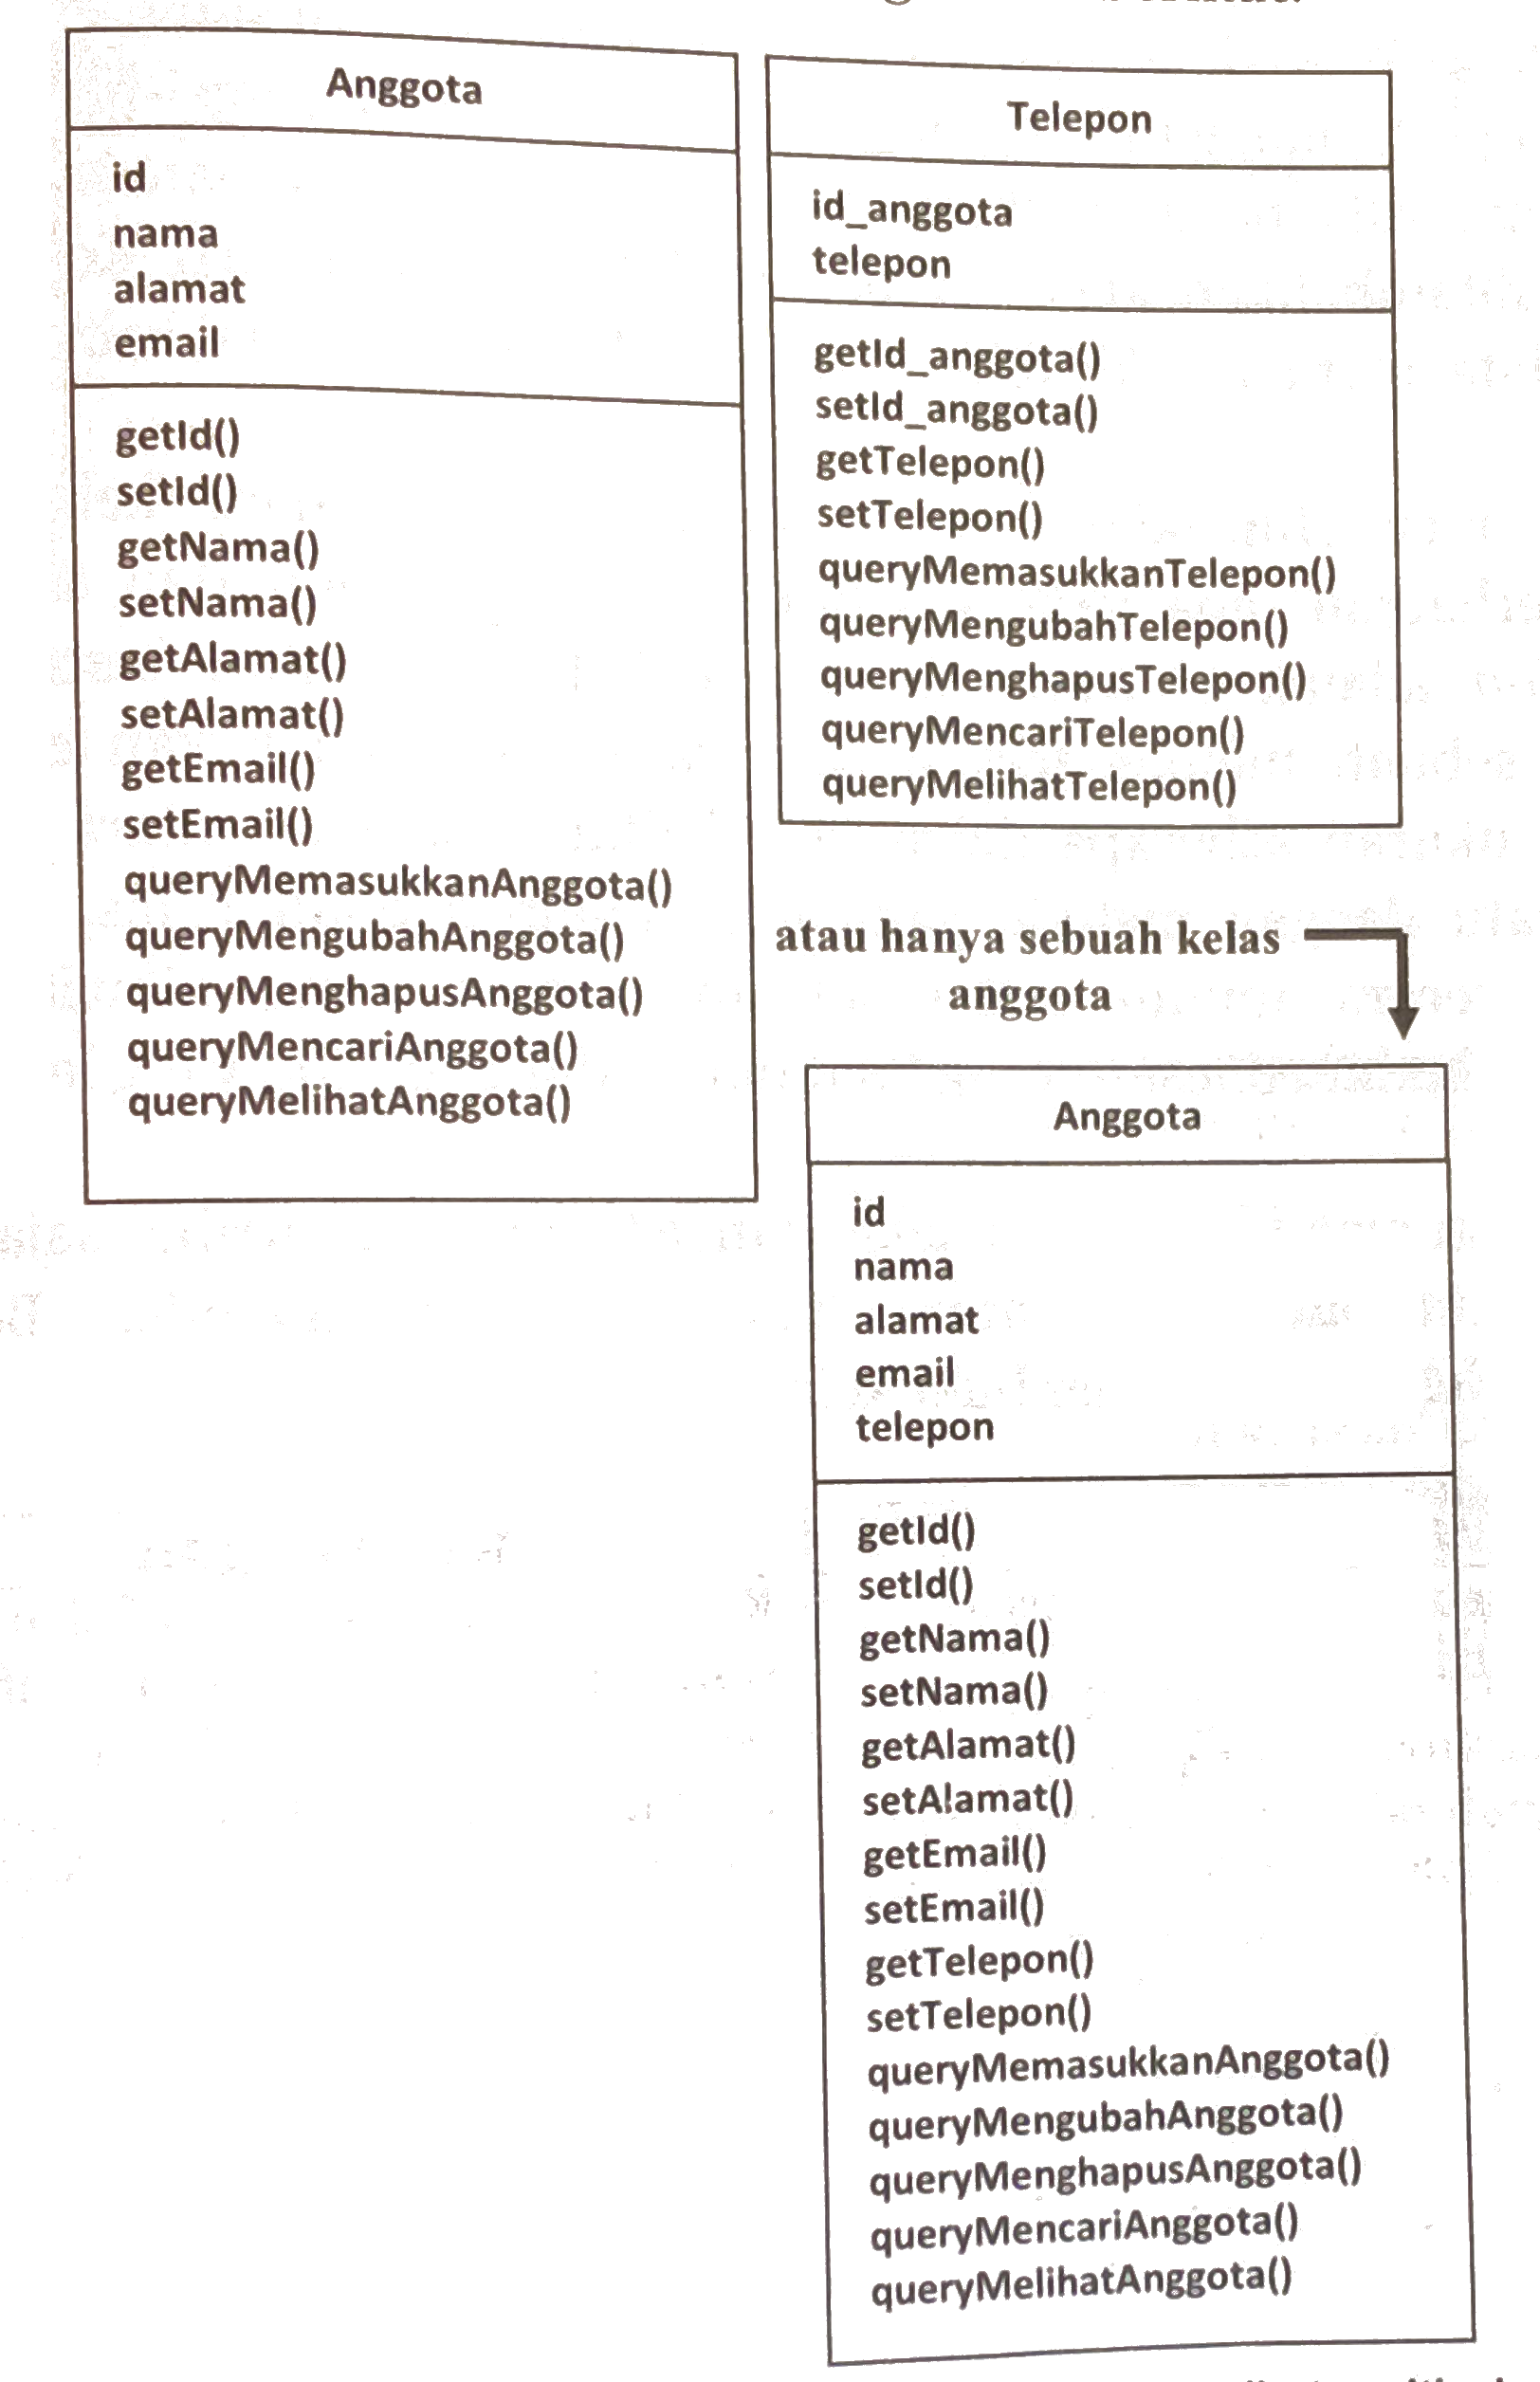 Anggota
id
nama
alamat
email
getId()
setId()
getNama()
setNama()
getAlamat()
setAlamat()
getEmail()
setEmail()
queryMemasukkanAnggota()
queryMengubahAnggota()
queryMenghapusAnggota()
queryMencariAnggota()
queryMelihatAnggota()
Telepon
id_anggota
telepon
getId_anggota()
setId_anggota()
getTelepon()
setTelepon()
queryMemasukkanTelepon()
queryMengubahTelepon()
queryMenghapusTelepon()
queryMencariTelepon()
queryMelihatTelepon()
atau hanya sebuah kelas
anggota
Anggota
id
nama
alamat
email
telepon
getId()
setId()
getNama()
setNama()
getAlamat()
setAlamat()
getEmail()
setEmail()
getTelepon()
setTelepon()
queryMemasukkanAnggota()
queryMengubahAnggota()
queryMenghapusAnggota()
queryMencariAnggota()
queryMelihatAnggota()